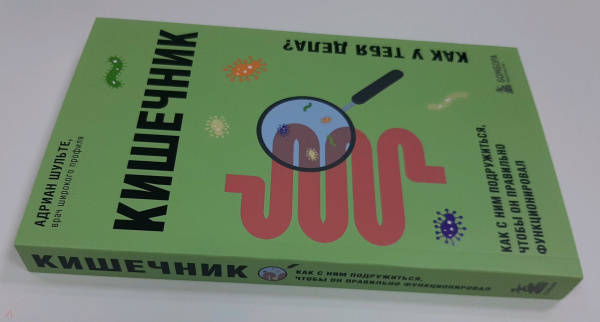 АДРИАН ШУЛЬТЕ,
врач широкого профиля
КИШЕЧНИК
КАК У ТЕБЯ ДЕЛА?
КАК С НИМ ПОДРУЖИТЬСЯ,
ЧТОБЫ ОН ПРАВИЛЬНО
ФУНКЦИОНИРОВАЛ
БОМБОРА
КИШЕЧНИК
КАК С НИМ ПОДРУЖИТЬСЯ,
ЧТОБЫ ОН ПРАВИЛЬНО ФУНКЦИОНИРОВАЛ